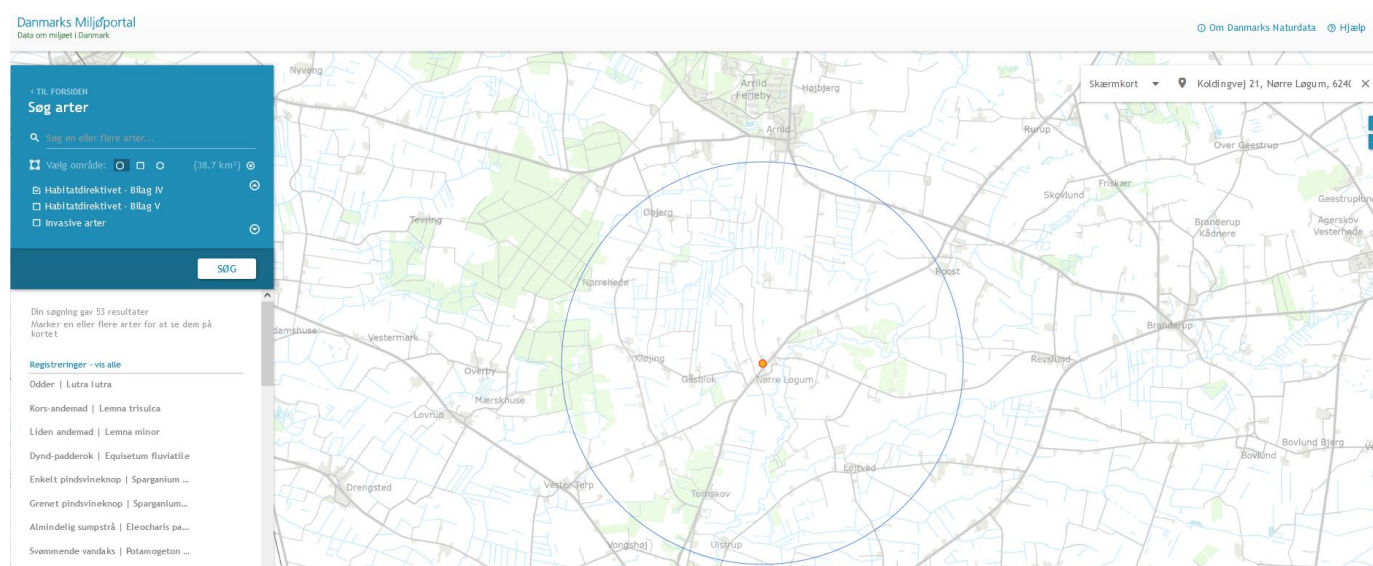 Danmarks Miljøportal
Data om miljøet i Danmark
Om Danmarks Naturdata
Hjælp
< TIL FORSIDEN
Søg arter
Søg en eller flere arter...
Vælg område:
(38.7 km²)
Habitatdirektivet - Bilag IV
Habitatdirektivet - Bilag V
Invasive arter
SØG
Din søgning gav 53 resultater
Marker en eller flere arter for at se dem på
kortet
Registreringer - vis alle
Odder | Lutra lutra
Kors-andemad | Lemna trisulca
Liden andemad | Lemna minor
Dynd-padderok | Equisetum fluviatile
Enkelt pindsvineknop | Sparganium ...
Grenet pindsvineknop | Sparganium...
Almindelig sumpstrå | Eleocharis pa...
Svømmende vandaks | Potamogeton ...
Skærmkort
Koldingvej 21, Nørre Løgum, 624
Nyvang
Arrild
Ferieby
Højbjerg
Arrild
Rurup
Over Geestrup
Friskær
Skovlund
Geestruplun
Branderup
Kådnere
Agerskov
Vesterhede
Tevring
Øbjerg
Nørrehede
Roost
damshuse
Vestermark
Branderup
Kløjing
Overby
Gåsblok
Nørre Løgum
Revslund
Mærskhuse
Lovrup
Bovlund Bjerg
Bovlund
Løjtved
Drengsted
Vester Terp
Tornskov
Vongshøj
Ulstrup